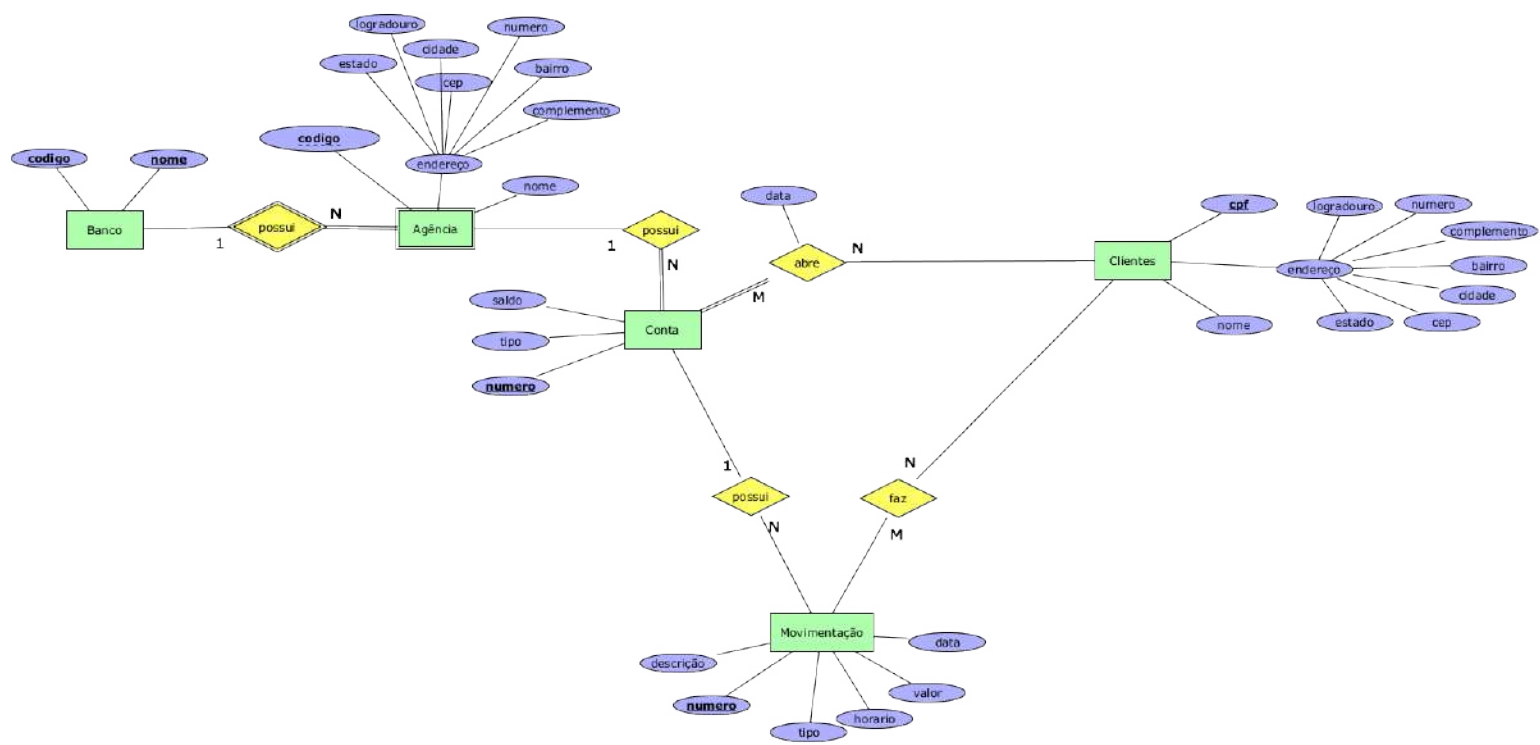 logradouro
numero
cidade
estado
bairro
cep
complemento
codigo
endereço
codigo
nome
nome
Banco
1
possui
N
Agência
1
possui
N
data
abre
N
M
cpf
logradouro
numero
complemento
Clientes
endereço
bairro
cidade
nome
estado
cep
saldo
tipo
numero
Conta
1
possui
N
N
faz
M
Movimentação
descrição
data
numero
valor
tipo
horario